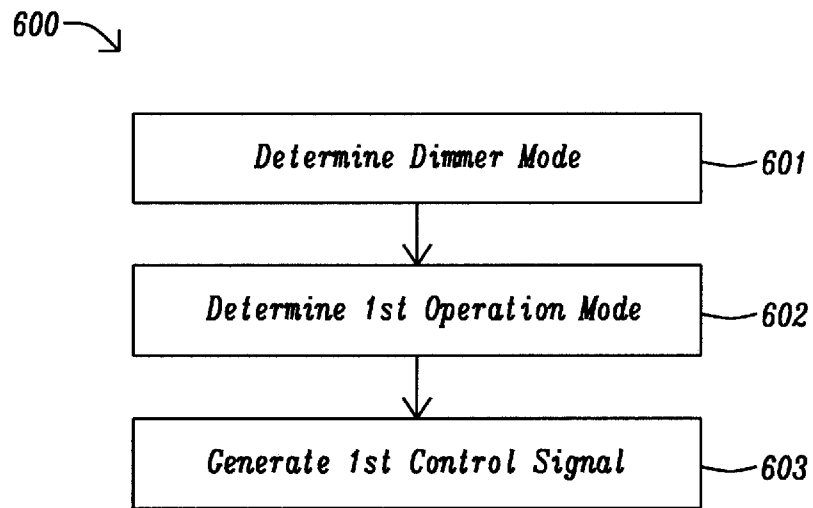 600
Determine Dimmer Mode
601
Determine 1st Operation Mode
602
Generate 1st Control Signal
603